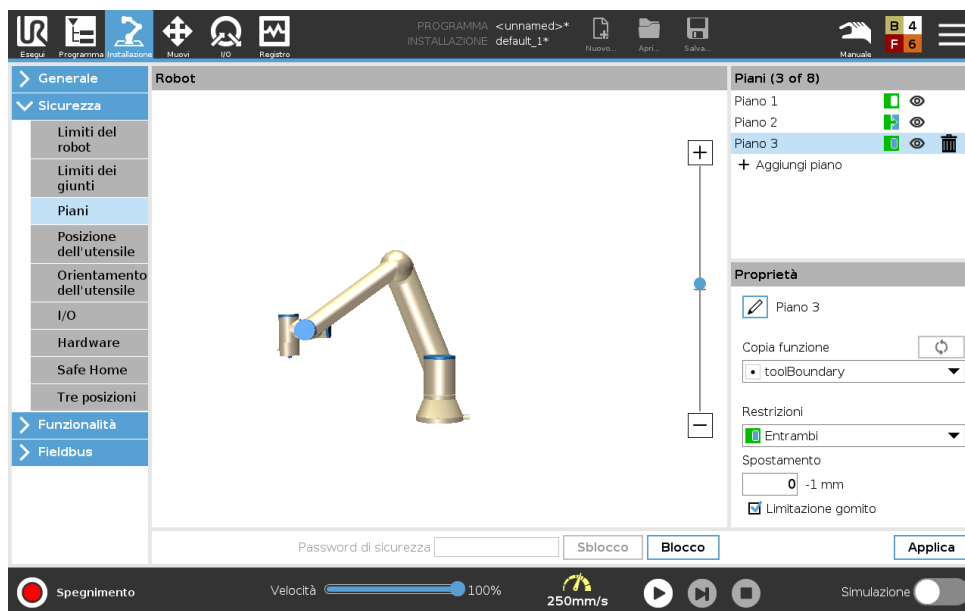 UR
Esegui
Programma
Installazione
Muovi
I/O
Registro
PROGRAMMA <unnamed>*
INSTALLAZIONE default_1*
Nuovo...
Apri...
Salva...
Manuale
B 4
F 6
Generale
Sicurezza
Limiti del
robot
Limiti dei
giunti
Piani
Posizione
dell'utensile
Orientamento
dell'utensile
I/O
Hardware
Safe Home
Tre posizioni
Funzionalità
Fieldbus
Robot
Piani (3 of 8)
Piano 1
Piano 2
Piano 3
+ Aggiungi piano
Proprietà
Piano 3
Copia funzione
toolBoundary
Restrizioni
Entrambi
Spostamento
0 -1 mm
Limitazione gomito
Password di sicurezza
Sblocco
Blocco
Applica
Spegnimento
Velocità
100%
250mm/s
Simulazione